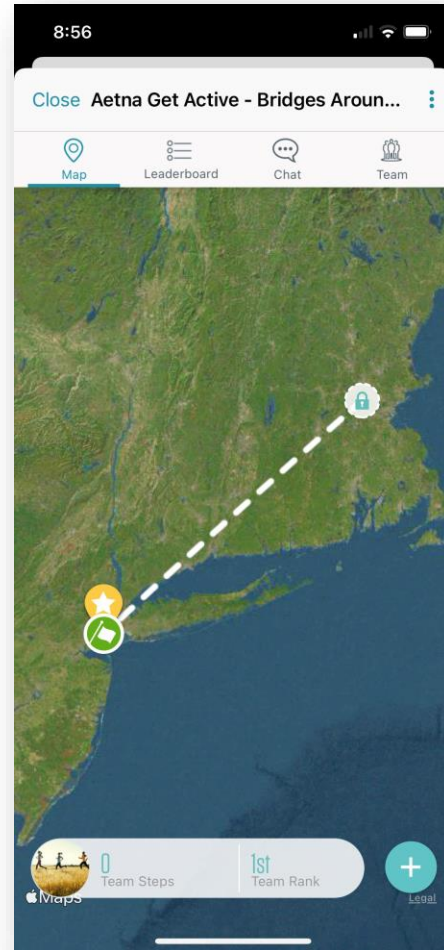 8:56
Close Aetna Get Active - Bridges Aroun...
Map Leaderboard Chat Team
0 1st
Team Steps Team Rank
Maps Legal